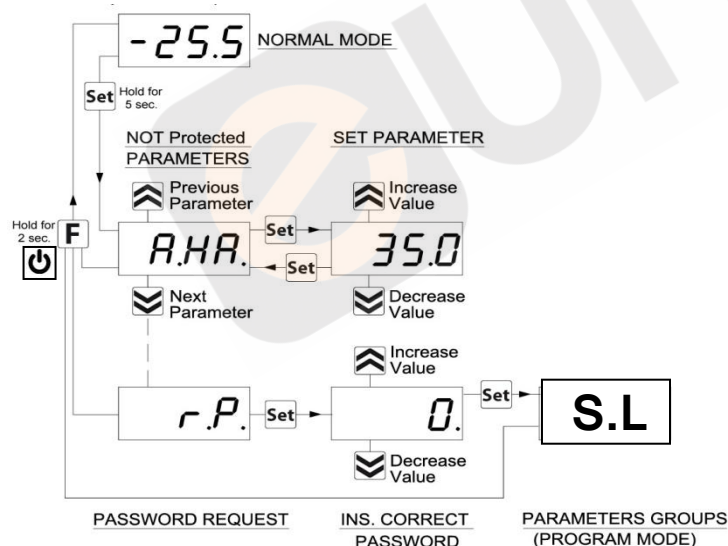 -25.5
NORMAL MODE
Set
Hold for
5 sec.
NOT Protected
PARAMETERS
SET PARAMETER
Previous
Parameter
Increase
Value
Hold for
2 sec.
F
A.HA.
Set
Set
35.0
Next
Parameter
Decrease
Value
Increase
Value
r.P.
Set
0.
Set
S.L
Decrease
Value
PASSWORD REQUEST
INS. CORRECT
PASSWORD
PARAMETERS GROUPS
(PROGRAM MODE)